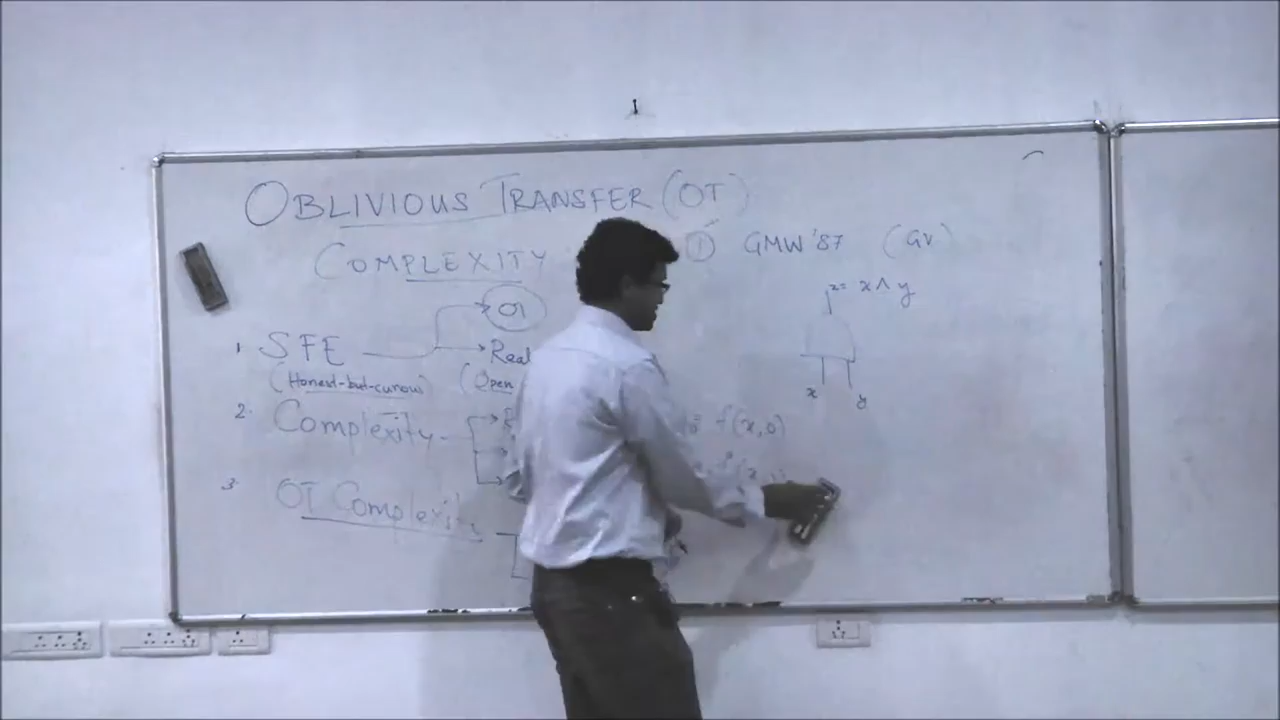 OBLIVIOUS TRANSFER (OT)
COMPLEXITY
① GMW '87 (GV)
z = x ∧ y
x y
OT
1. SFE
Real
(Honest-but-curious) (Open
2. Complexity
= f(x,0)
3. OT Complexity